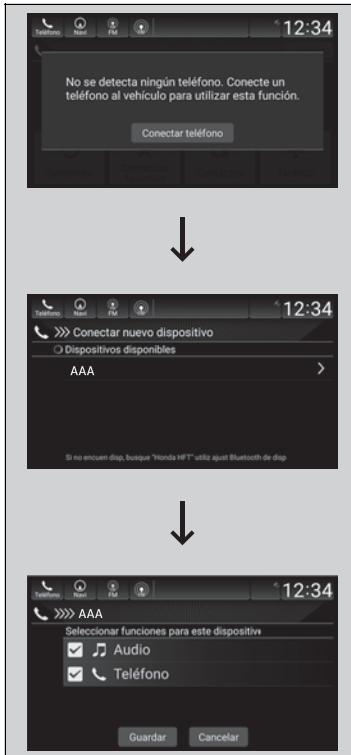 Teléfono Navi FM 12:34
No se detecta ningún teléfono. Conecte un
teléfono al vehículo para utilizar esta función.
Conectar teléfono
Teléfono Navi FM 12:34
Conectar nuevo dispositivo
Dispositivos disponibles
AAA
Si no encuen disp, busque "Honda HFT" utiliz ajust Bluetooth de disp
Teléfono Navi FM 12:34
AAA
Seleccionar funciones para este dispositiv
Audio
Teléfono
Guardar Cancelar